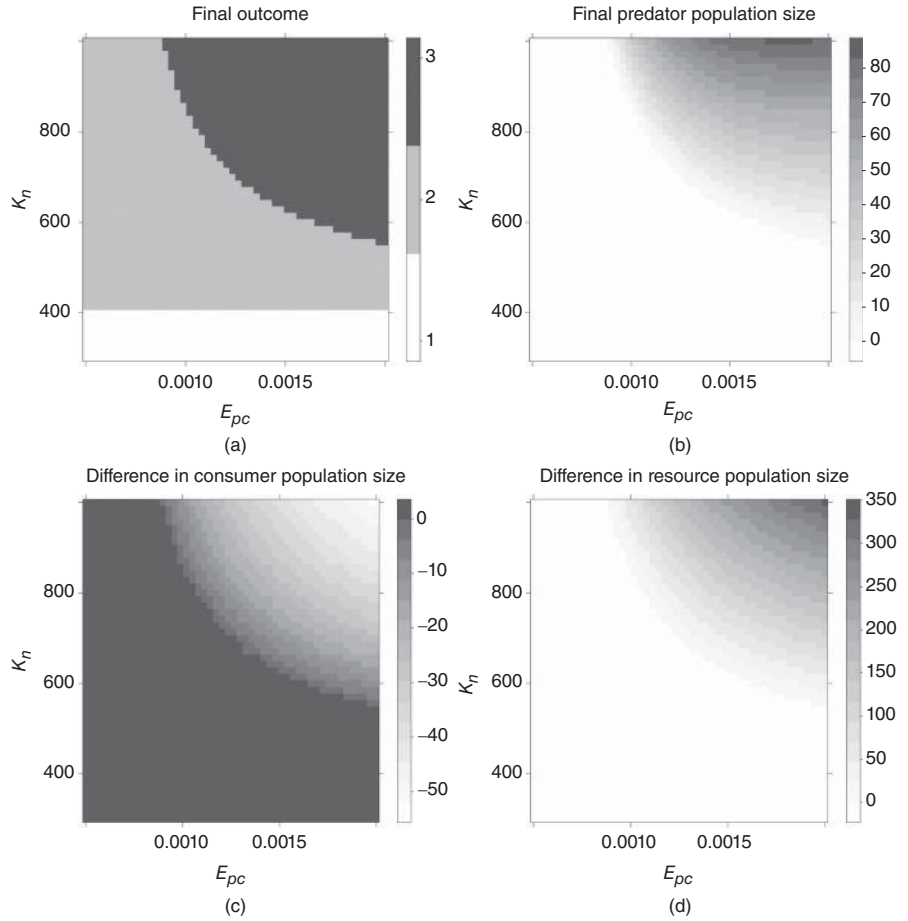 Final outcome
Final predator population size
K_n
800
600
400
0.0010
0.0015
E_pc
(a)
3
2
1
K_n
800
600
400
0.0010
0.0015
E_pc
(b)
80
70
60
50
40
30
20
10
0
Difference in consumer population size
Difference in resource population size
K_n
800
600
400
0.0010
0.0015
E_pc
(c)
0
−10
−20
−30
−40
−50
K_n
800
600
400
0.0010
0.0015
E_pc
(d)
350
300
250
200
150
100
50
0